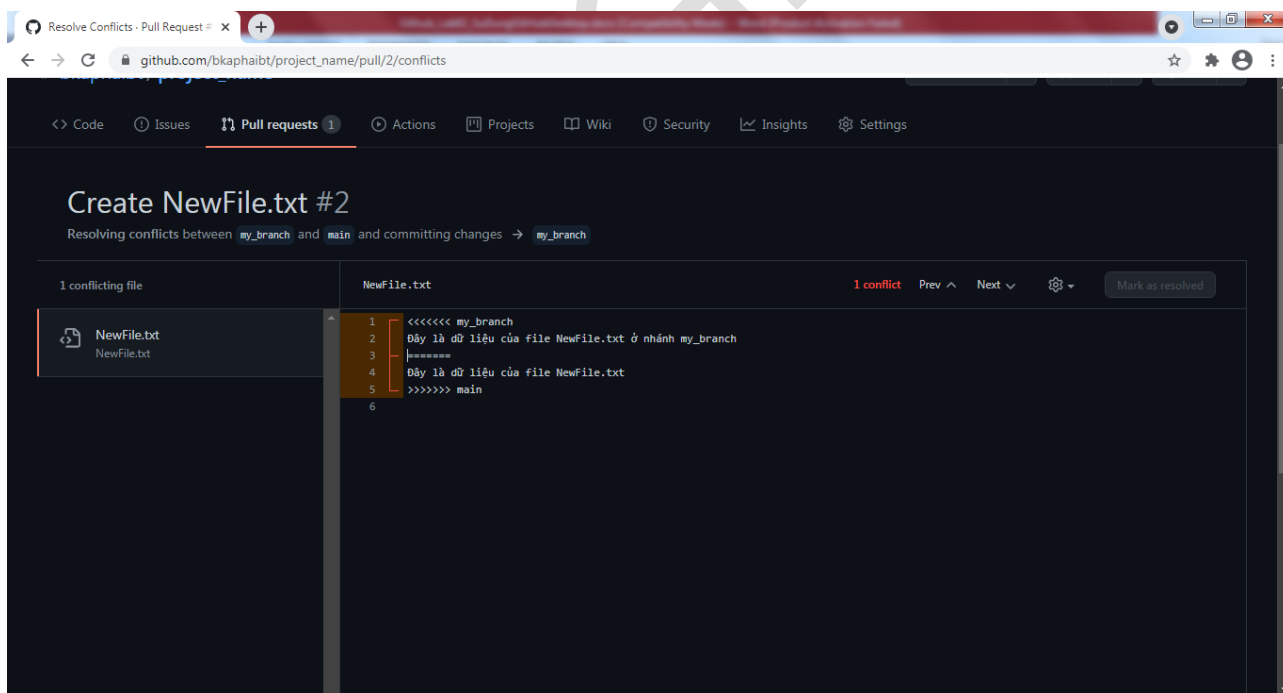 Resolve Conflicts · Pull Request #
github.com/bkaphaibt/project_name/pull/2/conflicts
Code Issues Pull requests 1 Actions Projects Wiki Security Insights Settings
Create NewFile.txt #2
Resolving conflicts between my_branch and main and committing changes → my_branch
1 conflicting file
NewFile.txt 1 conflict Prev Next Mark as resolved
NewFile.txt
NewFile.txt
1 <<<<<<< my_branch
2 Đây là dữ liệu của file NewFile.txt ở nhánh my_branch
3 =======
4 Đây là dữ liệu của file NewFile.txt
5 >>>>>>> main
6